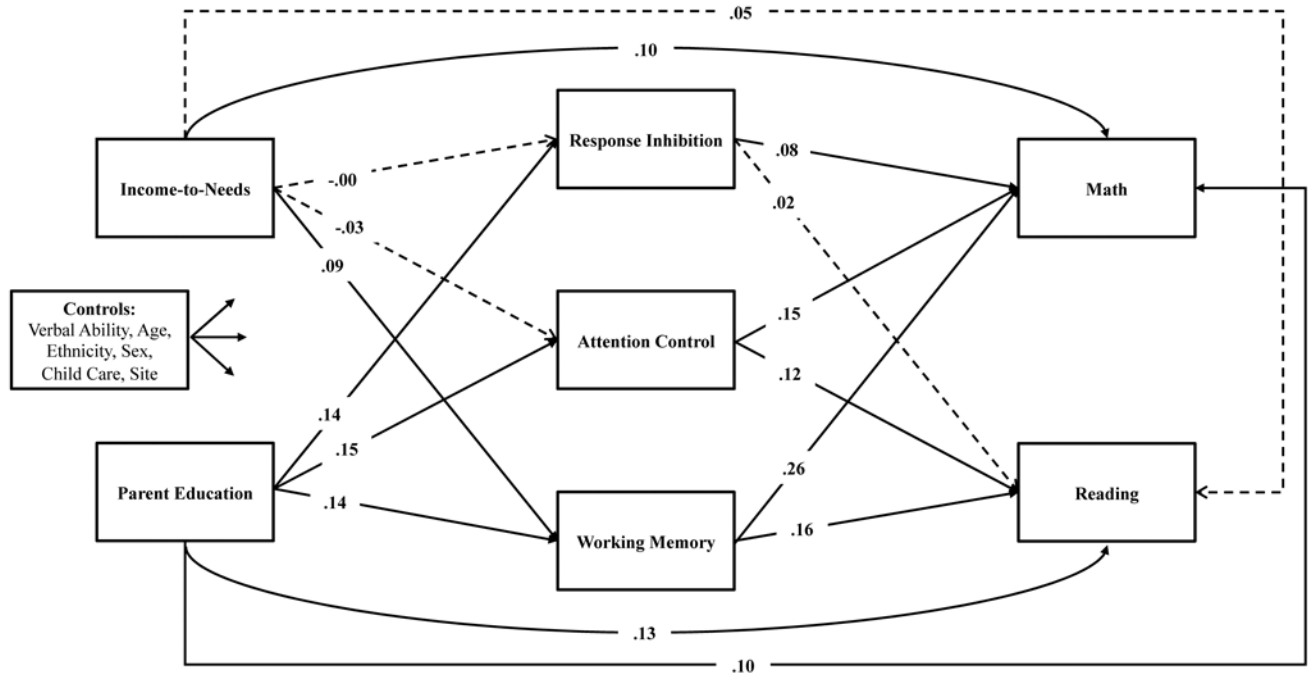 .05
.10
Income-to-Needs
Response Inhibition
Math
-.00
-.03
.09
.08
.02
Controls:
Verbal Ability, Age,
Ethnicity, Sex,
Child Care, Site
Attention Control
.15
.12
.14
.15
.14
Parent Education
Working Memory
Reading
.26
.16
.13
.10